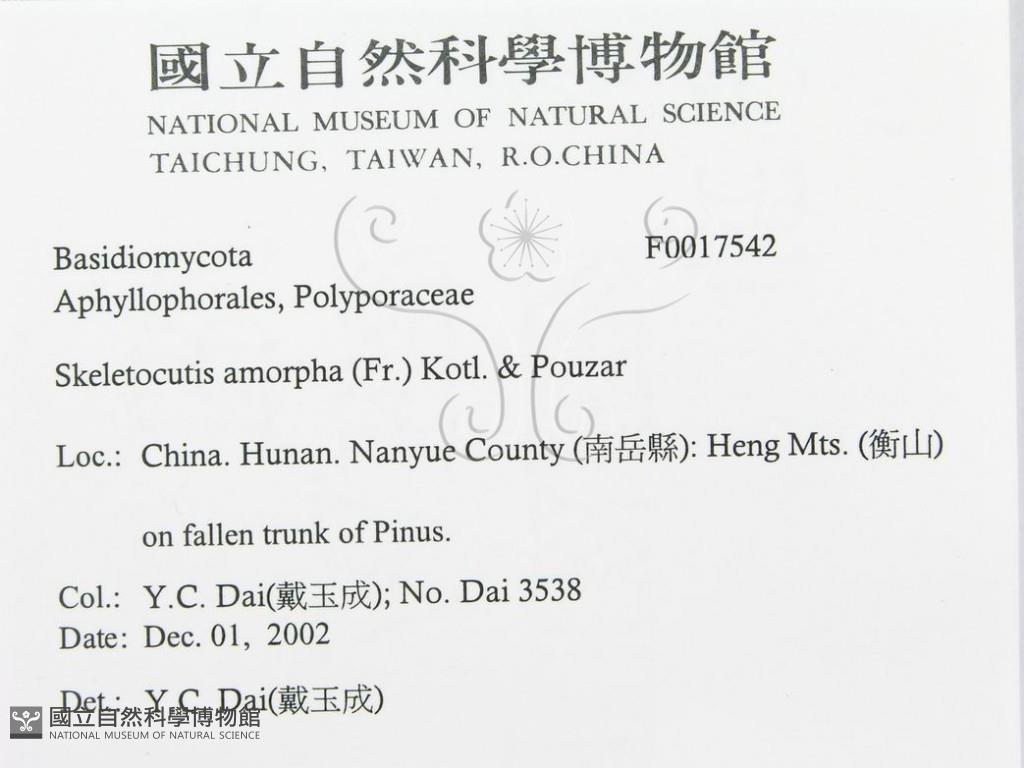 國立自然科學博物館
NATIONAL MUSEUM OF NATURAL SCIENCE
TAICHUNG, TAIWAN, R.O.CHINA
Basidiomycota F0017542
Aphyllophorales, Polyporaceae
Skeletocutis amorpha (Fr.) Kotl. & Pouzar
Loc.: China. Hunan. Nanyue County (南岳縣): Heng Mts. (衡山)
on fallen trunk of Pinus.
Col.: Y.C. Dai(戴玉成); No. Dai 3538
Date: Dec. 01, 2002
Det.: Y.C. Dai(戴玉成)
國立自然科學博物館
NATIONAL MUSEUM OF NATURAL SCIENCE